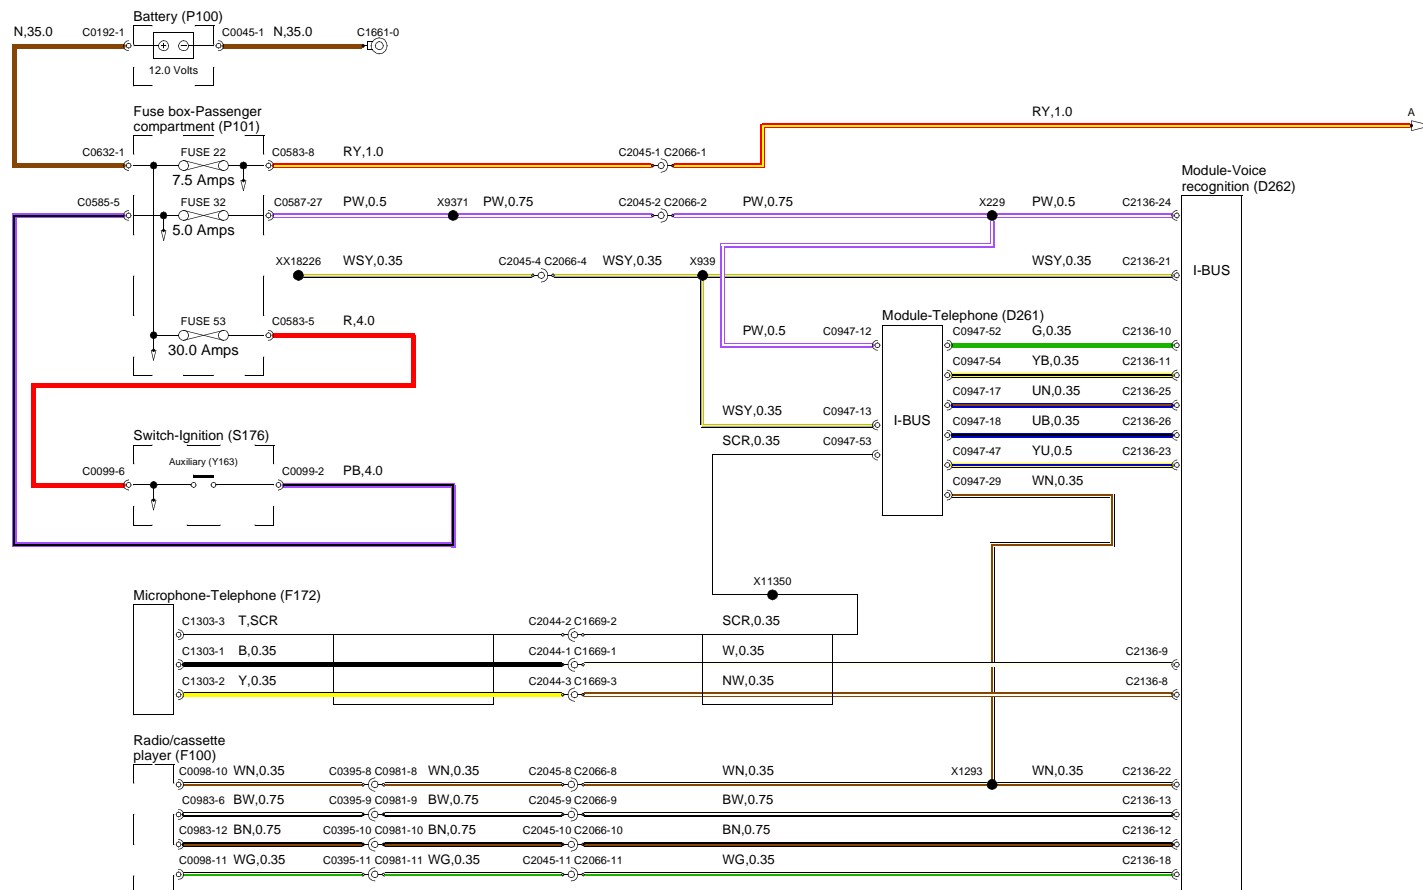 Battery (P100)
N,35.0 C0192-1 C0045-1 N,35.0 C1661-0
12.0 Volts
Fuse box-Passenger
compartment (P101)
RY,1.0 A
C0632-1 FUSE 22 C0583-8 RY,1.0 C2045-1 C2066-1
7.5 Amps
Module-Voice
recognition (D262)
C0585-5 FUSE 32 C0587-27 PW,0.5 X9371 PW,0.75 C2045-2 C2066-2 PW,0.75 X229 PW,0.5 C2136-24
5.0 Amps
XX18226 WSY,0.35 C2045-4 C2066-4 WSY,0.35 X939 WSY,0.35 C2136-21
I-BUS
Module-Telephone (D261)
FUSE 53 C0583-5 R,4.0
30.0 Amps
PW,0.5 C0947-12 C0947-52 G,0.35 C2136-10
C0947-54 YB,0.35 C2136-11
C0947-17 UN,0.35 C2136-25
WSY,0.35 C0947-13
I-BUS
C0947-18 UB,0.35 C2136-26
SCR,0.35 C0947-53
C0947-47 YU,0.5 C2136-23
C0947-29 WN,0.35
Switch-Ignition (S176)
Auxiliary (Y163)
C0099-6 C0099-2 PB,4.0
X11350
Microphone-Telephone (F172)
C1303-3 T,SCR C2044-2 C1669-2 SCR,0.35
C1303-1 B,0.35 C2044-1 C1669-1 W,0.35 C2136-9
C1303-2 Y,0.35 C2044-3 C1669-3 NW,0.35 C2136-8
Radio/cassette
player (F100)
C0098-10 WN,0.35 C0395-8 C0981-8 WN,0.35 C2045-8 C2066-8 WN,0.35 X1293 WN,0.35 C2136-22
C0983-6 BW,0.75 C0395-9 C0981-9 BW,0.75 C2045-9 C2066-9 BW,0.75 C2136-13
C0983-12 BN,0.75 C0395-10 C0981-10 BN,0.75 C2045-10 C2066-10 BN,0.75 C2136-12
C0098-11 WG,0.35 C0395-11 C0981-11 WG,0.35 C2045-11 C2066-11 WG,0.35 C2136-18